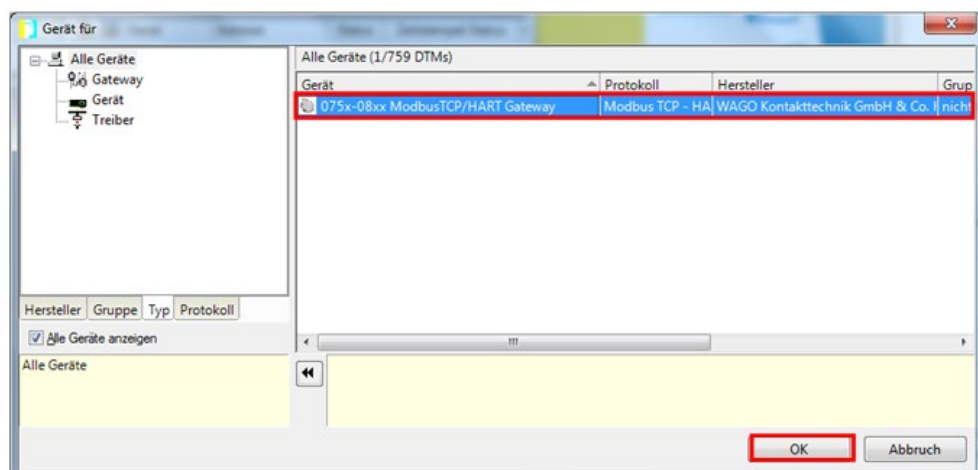 Gerät für
Alle Geräte
Gateway
Gerät
Treiber
Hersteller Gruppe Typ Protokoll
Alle Geräte anzeigen
Alle Geräte
Alle Geräte (1/759 DTMs)
Gerät Protokoll Hersteller Grup
075x-08xx ModbusTCP/HART Gateway Modbus TCP - HA WAGO Kontakttechnik GmbH & Co. nicht
OK Abbruch